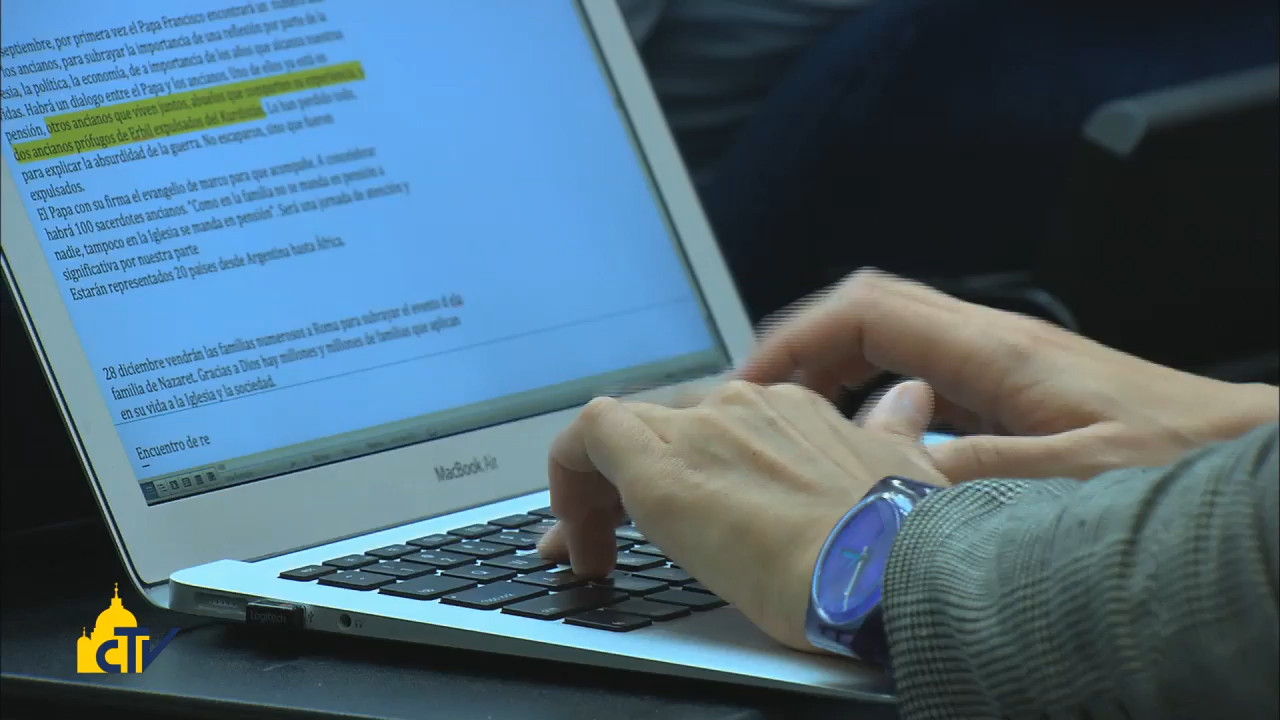 septiembre, por primera vez el Papa Francisco encontrará un numero
los ancianos, para subrayar la importancia de una reflexión por parte de la
esia, la política, la economía, de a importancia de los años que alcanza nuestras
vidas. Habrá un dialogo entre el Papa y los ancianos. Uno de ellos ya está en
pensión, otros ancianos que viven juntos, abuelos que comparten su experiencia, y
dos ancianos prófugos de Erbil expulsados del Kurdistán. Lo han perdido todo,
para explicar la absurdidad de la guerra. No escaparon, sino que fueron
expulsados.
El Papa con su firma el evangelio de marco para que acompañe. A concelebrar
habrá 100 sacerdotes ancianos. "Como en la familia no se manda en pensión a
nadie, tampoco en la Iglesia se manda en pensión". Será una jornada de atención y
significativa por nuestra parte
Estarán representados 20 países desde Argentina hasta África.
28 diciembre vendrán las familias numerosos a Roma para subrayar el evento d ela
familia de Nazaret. Gracias a Dios hay millones y millones de familias que aplican
en su vida a la Iglesia y la sociedad.
Encuentro de re
MacBook Air
Logitech
CTV